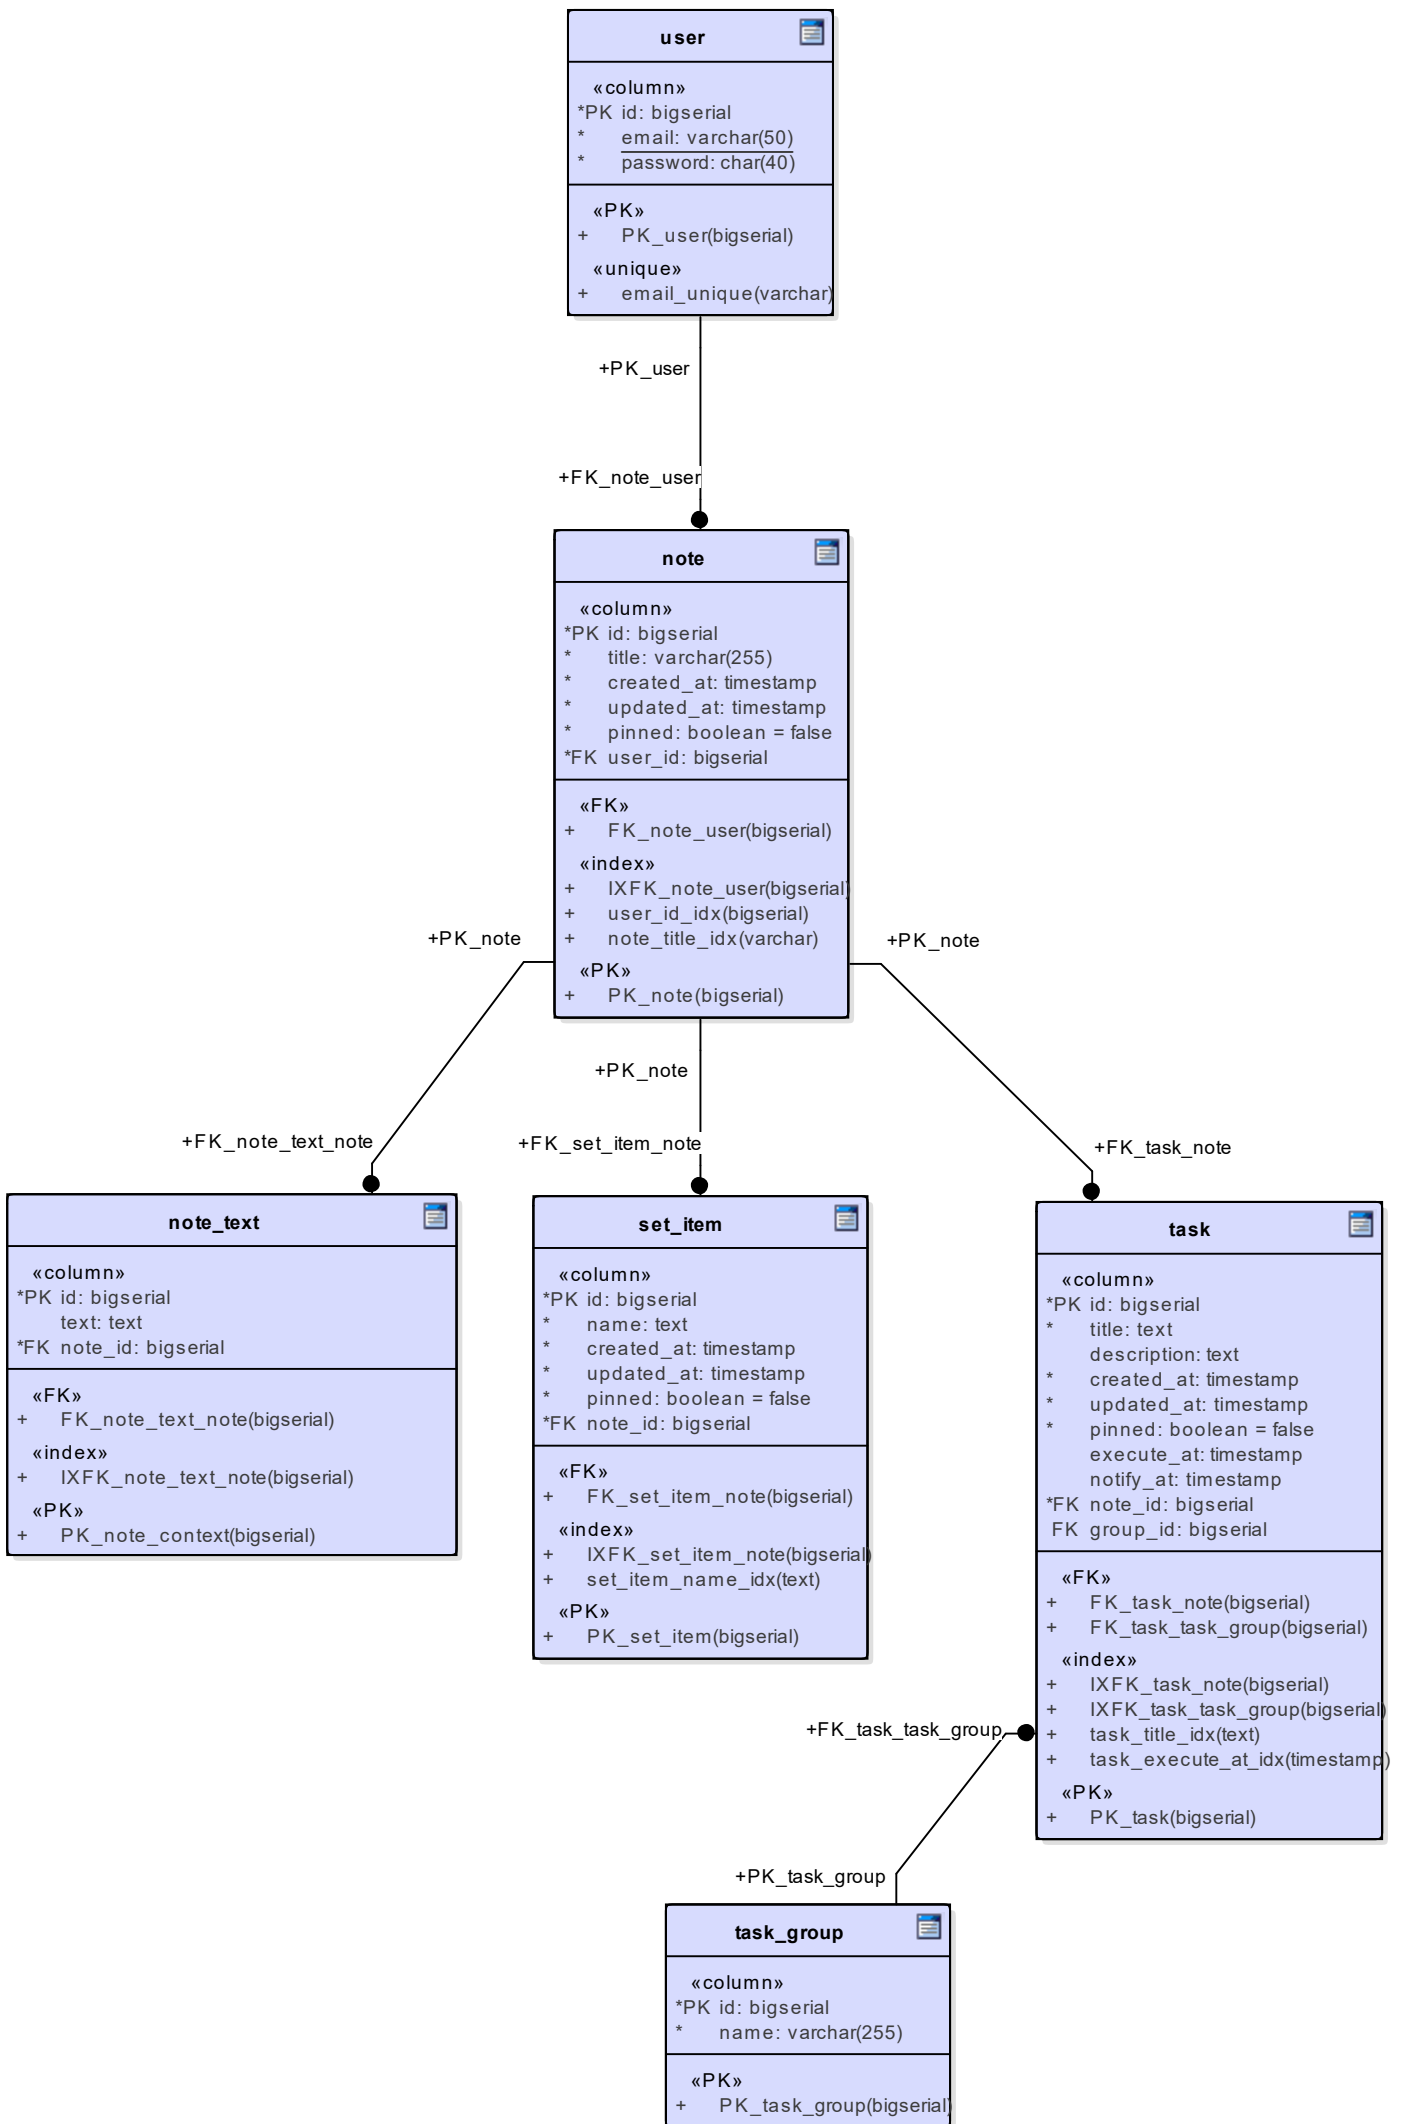 user
«column»
*PK id: bigserial
* email: varchar(50)
* password: char(40)
«PK»
+ PK_user(bigserial)
«unique»
+ email_unique(varchar)
+PK_user
+FK_note_user
note
«column»
*PK id: bigserial
* title: varchar(255)
* created_at: timestamp
* updated_at: timestamp
* pinned: boolean = false
*FK user_id: bigserial
«FK»
+ FK_note_user(bigserial)
«index»
+ IXFK_note_user(bigserial)
+ user_id_idx(bigserial)
+ note_title_idx(varchar)
«PK»
+ PK_note(bigserial)
+PK_note
+PK_note
+PK_note
+FK_note_text_note
+FK_set_item_note
+FK_task_note
note_text
«column»
*PK id: bigserial
text: text
*FK note_id: bigserial
«FK»
+ FK_note_text_note(bigserial)
«index»
+ IXFK_note_text_note(bigserial)
«PK»
+ PK_note_context(bigserial)
set_item
«column»
*PK id: bigserial
* name: text
* created_at: timestamp
* updated_at: timestamp
* pinned: boolean = false
*FK note_id: bigserial
«FK»
+ FK_set_item_note(bigserial)
«index»
+ IXFK_set_item_note(bigserial)
+ set_item_name_idx(text)
«PK»
+ PK_set_item(bigserial)
task
«column»
*PK id: bigserial
* title: text
description: text
* created_at: timestamp
* updated_at: timestamp
* pinned: boolean = false
execute_at: timestamp
notify_at: timestamp
*FK note_id: bigserial
FK group_id: bigserial
«FK»
+ FK_task_note(bigserial)
+ FK_task_task_group(bigserial)
«index»
+ IXFK_task_note(bigserial)
+ IXFK_task_task_group(bigserial)
+ task_title_idx(text)
+ task_execute_at_idx(timestamp)
«PK»
+ PK_task(bigserial)
+FK_task_task_group
+PK_task_group
task_group
«column»
*PK id: bigserial
* name: varchar(255)
«PK»
+ PK_task_group(bigserial)